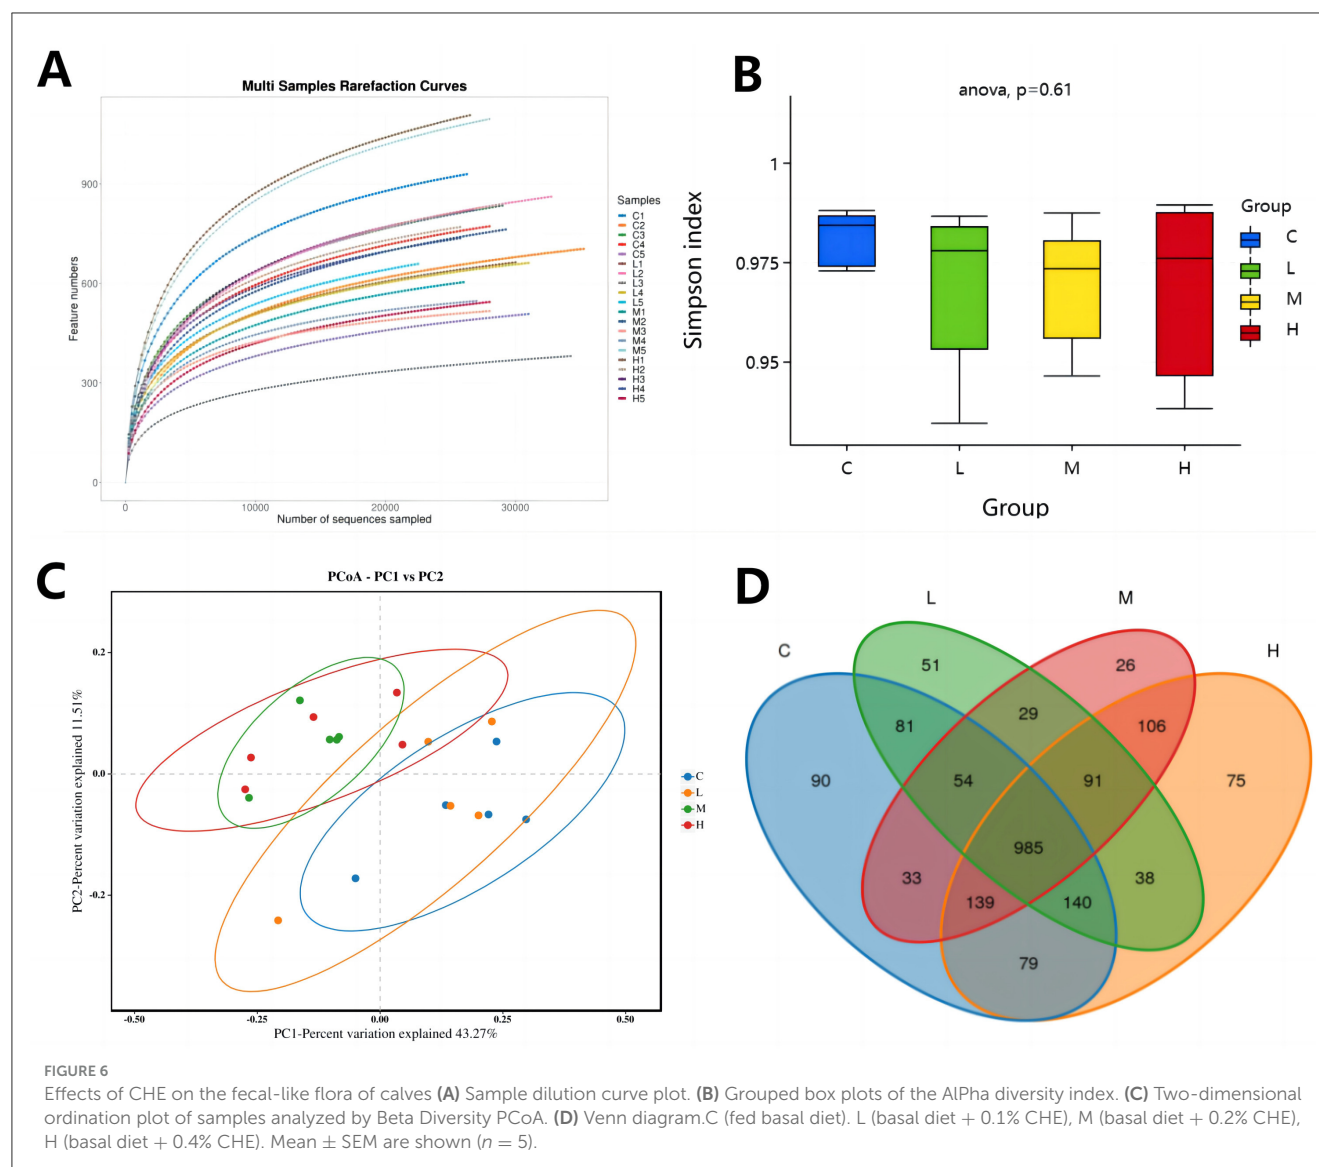 A
Multi Samples Rarefaction Curves
Feature numbers
900
600
300
0
0 10000 20000 30000
Number of sequences sampled
Samples
C1
C2
C3
C4
C5
L1
L2
L3
L4
L5
M1
M2
M3
M4
M5
H1
H2
H3
H4
H5
B
anova, p=0.61
Simpson index
1
0.975
0.95
C L M H
Group
Group
C
L
M
H
C
PCoA - PC1 vs PC2
PC2-Percent variation explained 11.51%
0.2
0.0
-0.2
-0.50 -0.25 0.00 0.25 0.50
PC1-Percent variation explained 43.27%
C
L
M
H
D
L M
C H
51 26
29
81 106
90 54 91 75
985
33 38
139 140
79
FIGURE 6
Effects of CHE on the fecal-like flora of calves (A) Sample dilution curve plot. (B) Grouped box plots of the AlPha diversity index. (C) Two-dimensional
ordination plot of samples analyzed by Beta Diversity PCoA. (D) Venn diagram.C (fed basal diet). L (basal diet + 0.1% CHE), M (basal diet + 0.2% CHE),
H (basal diet + 0.4% CHE). Mean ± SEM are shown (n = 5).